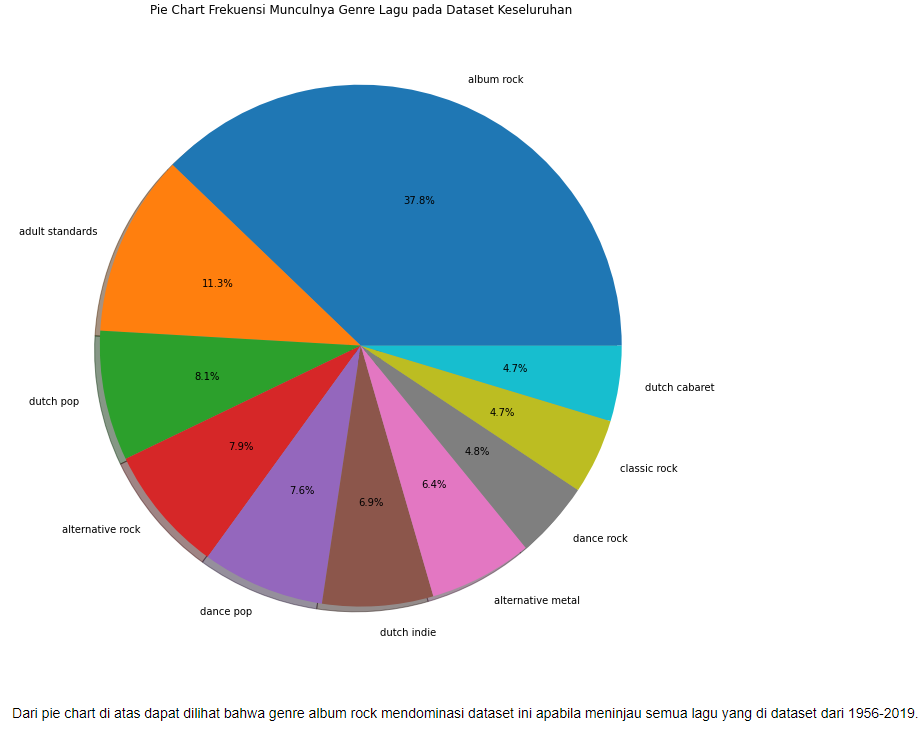 Pie Chart Frekuensi Munculnya Genre Lagu pada Dataset Keseluruhan
album rock
37.8%
adult standards
11.3%
dutch pop
8.1%
alternative rock
7.9%
dance pop
7.6%
dutch indie
6.9%
alternative metal
6.4%
dance rock
4.8%
classic rock
4.7%
dutch cabaret
4.7%
Dari pie chart di atas dapat dilihat bahwa genre album rock mendominasi dataset ini apabila meninjau semua lagu yang di dataset dari 1956-2019.